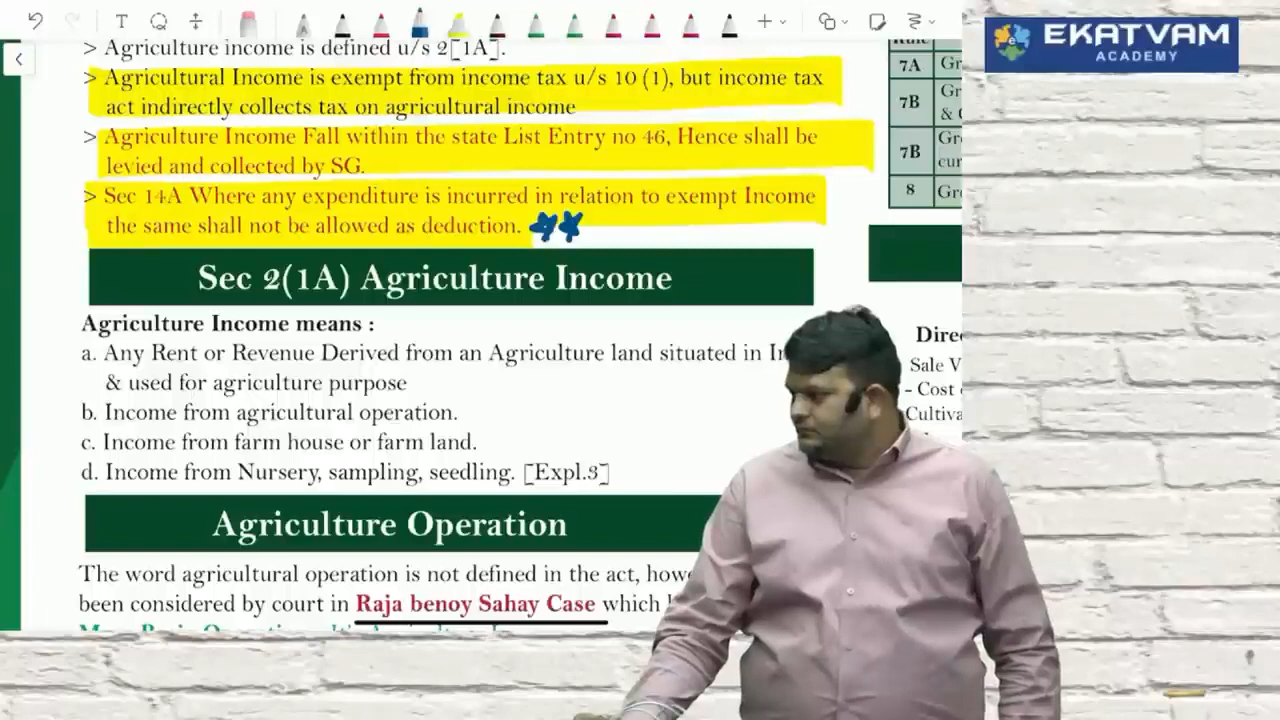 > Agriculture income is defined u/s 2[1A].
> Agricultural Income is exempt from income tax u/s 10 (1), but income tax
act indirectly collects tax on agricultural income
> Agriculture Income Fall within the state List Entry no 46, Hence shall be
levied and collected by SG.
> Sec 14A Where any expenditure is incurred in relation to exempt Income
the same shall not be allowed as deduction.
Sec 2(1A) Agriculture Income
Agriculture Income means :
a. Any Rent or Revenue Derived from an Agriculture land situated in
& used for agriculture purpose
b. Income from agricultural operation.
c. Income from farm house or farm land.
d. Income from Nursery, sampling, seedling. [Expl.3]
Agriculture Operation
The word agricultural operation is not defined in the act,
been considered by court in Raja benoy Sahay Case which
7A
7B
&
7B
8
Sale
- Cost
EKATVAM
ACADEMY
T